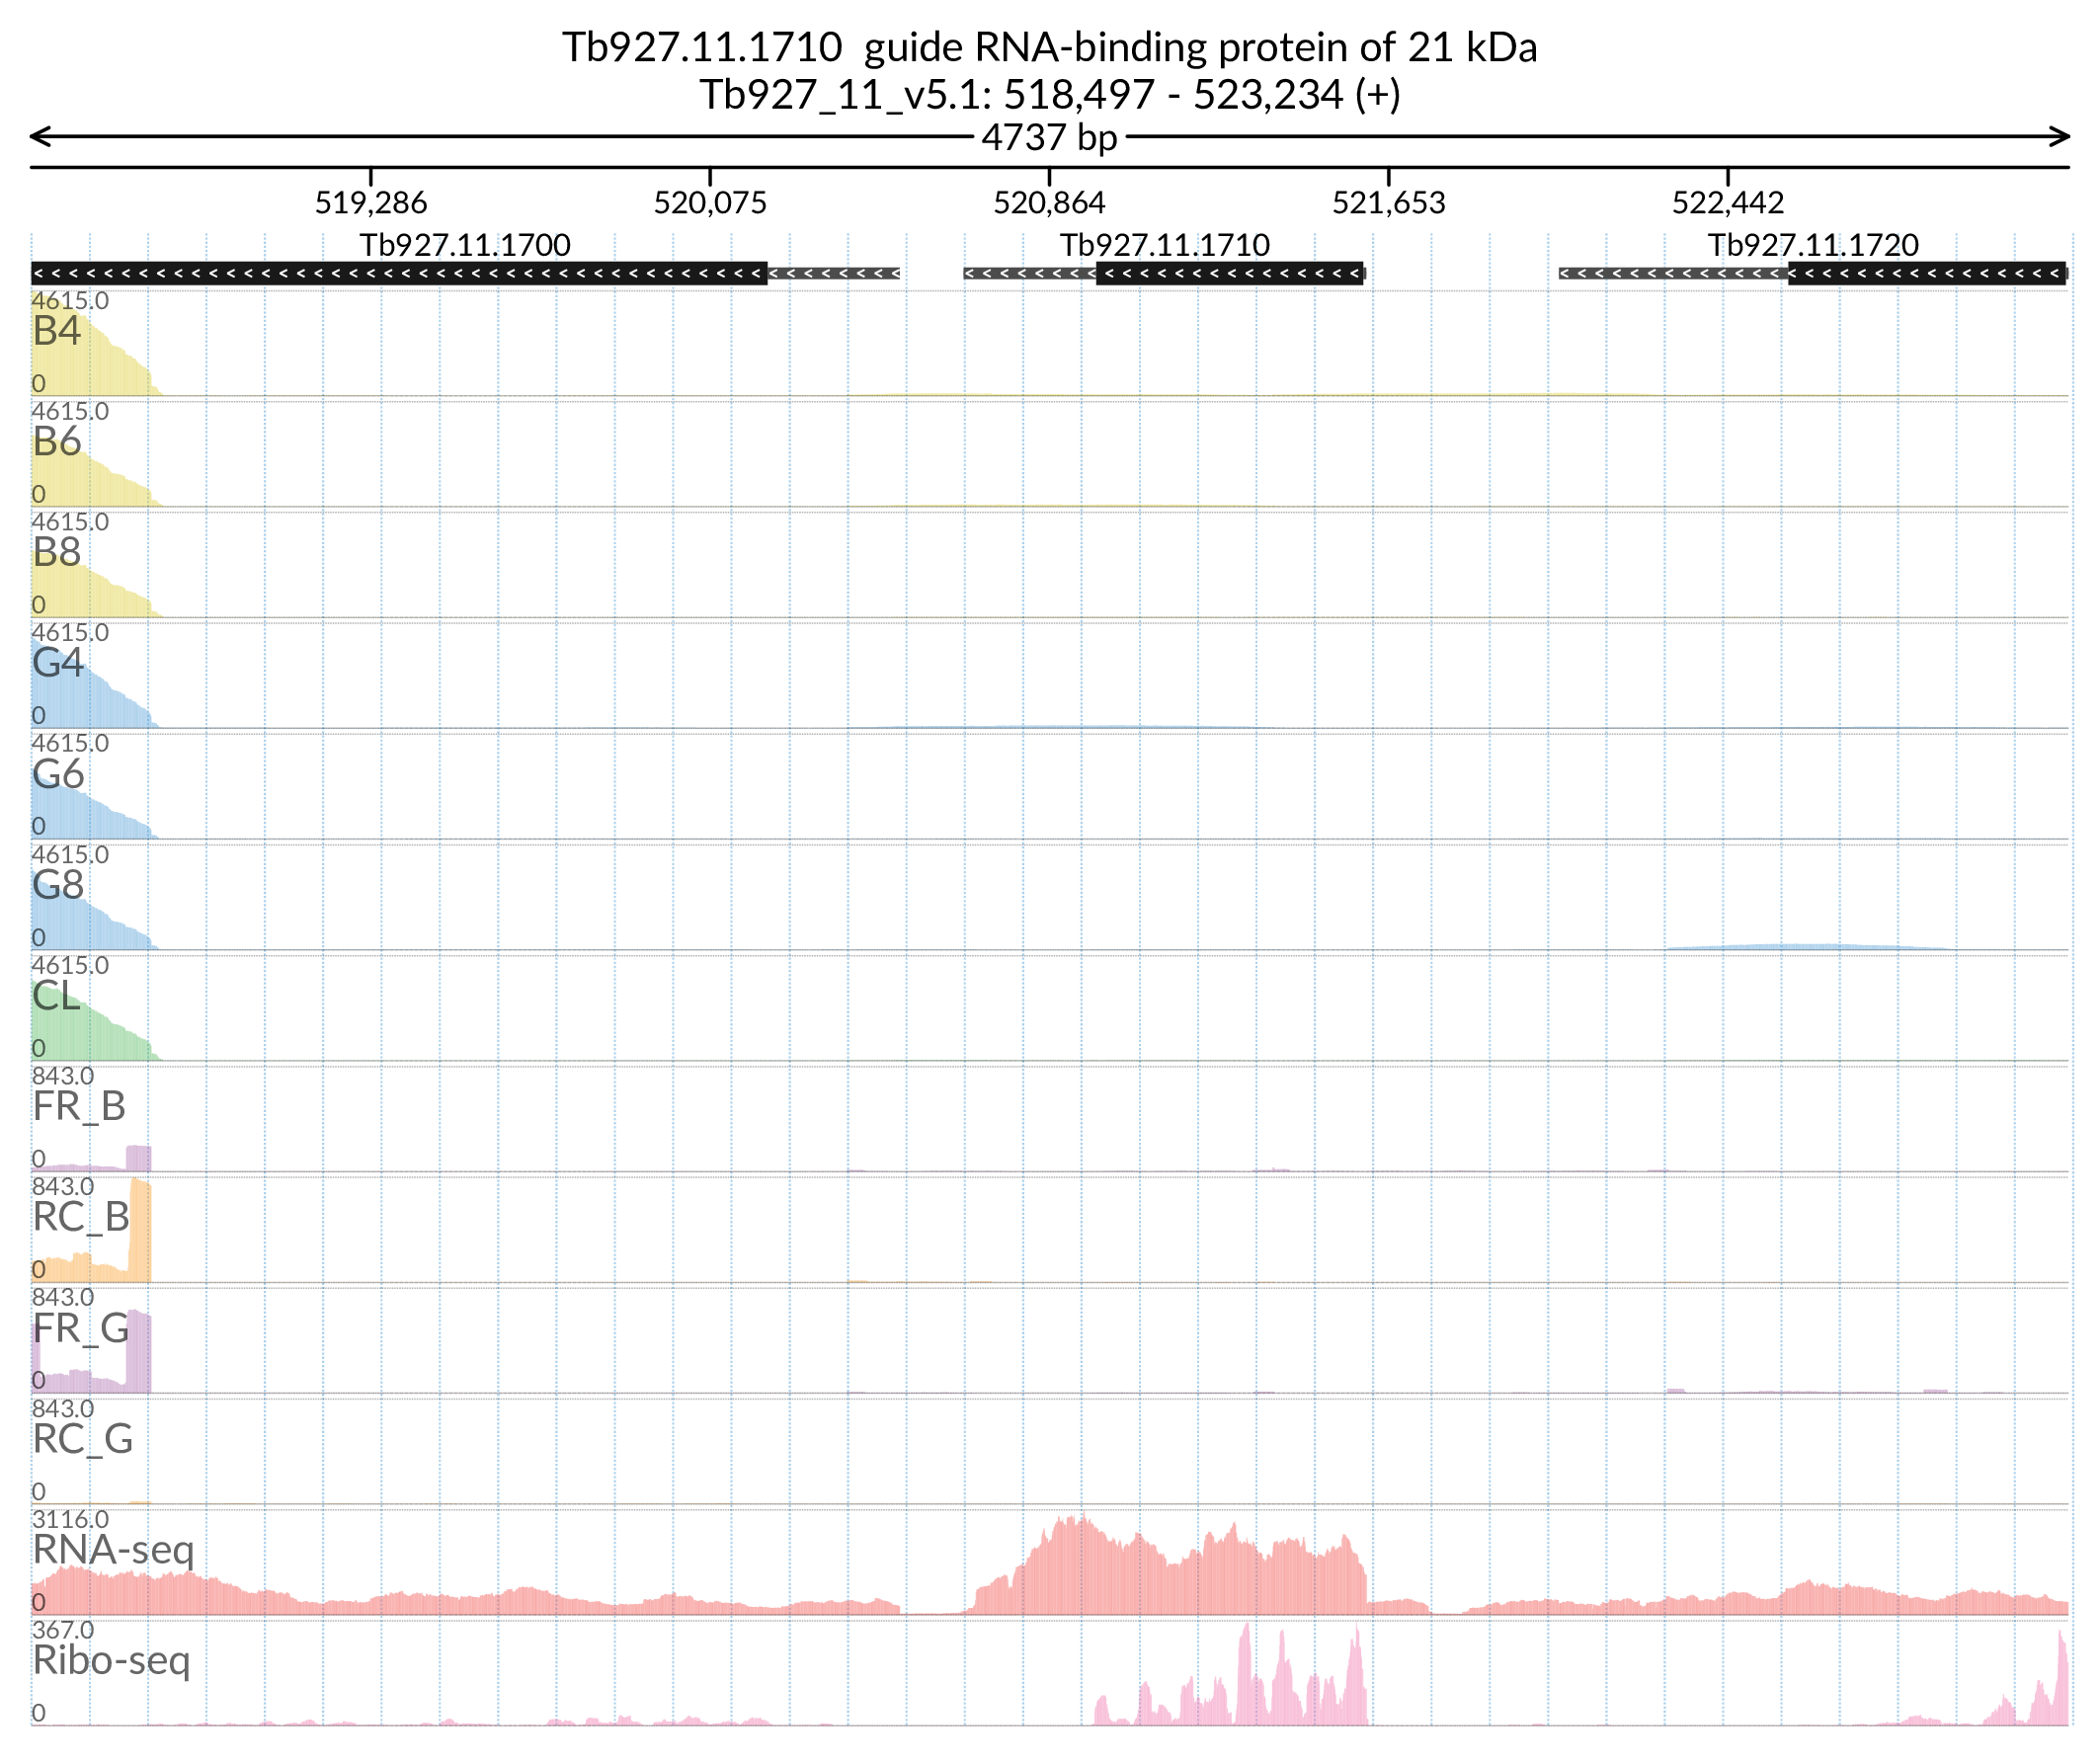 Tb927.11.1710 guide RNA-binding protein of 21 kDa
Tb927_11_v5.1: 518,497 - 523,234 (+)
4737 bp
519,286 520,075 520,864 521,653 522,442
Tb927.11.1700 Tb927.11.1710 Tb927.11.1720
4615.0
B4
0
4615.0
B6
0
4615.0
B8
0
4615.0
G4
0
4615.0
G6
0
4615.0
G8
0
4615.0
CL
0
843.0
FR_B
0
843.0
RC_B
0
843.0
FR_G
0
843.0
RC_G
0
3116.0
RNA-seq
0
367.0
Ribo-seq
0